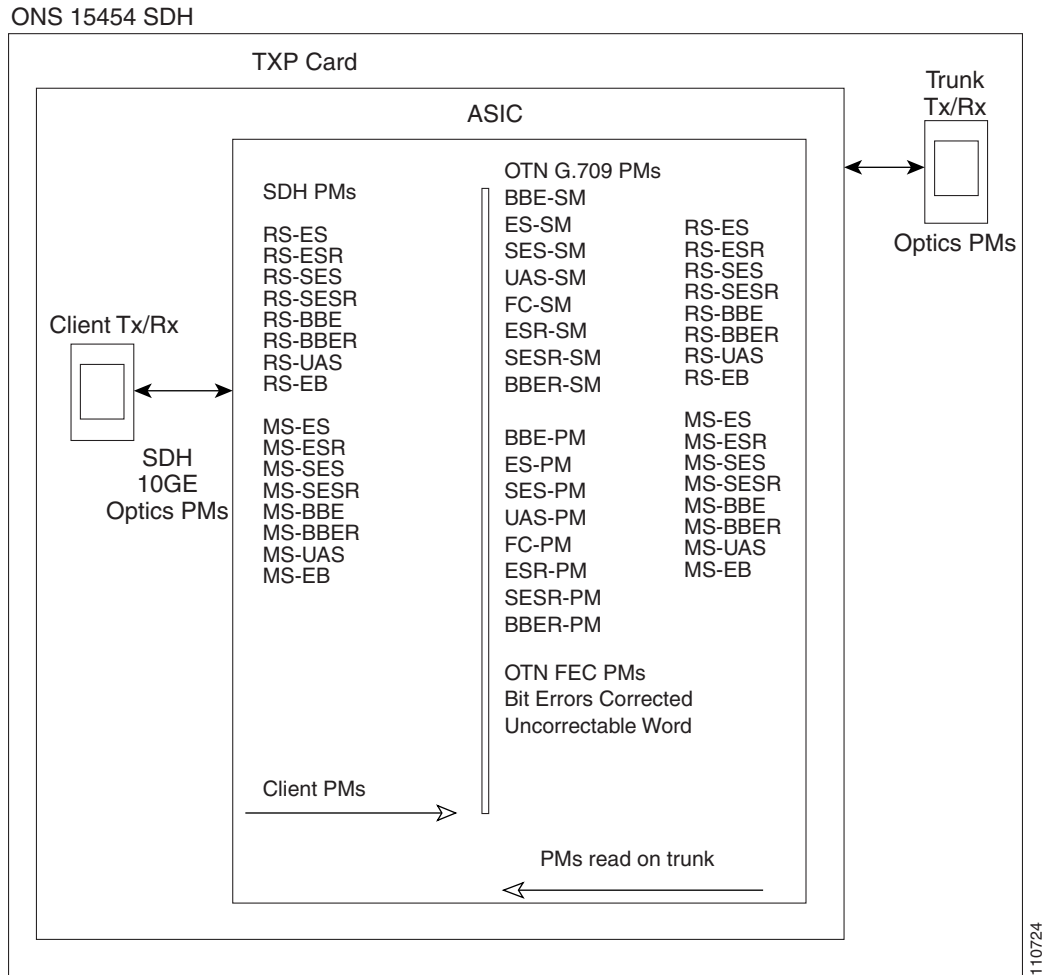 ONS 15454 SDH
TXP Card
Trunk
Tx/Rx
Optics PMs
ASIC
Client Tx/Rx
SDH
10GE
Optics PMs
SDH PMs
RS-ES
RS-ESR
RS-SES
RS-SESR
RS-BBE
RS-BBER
RS-UAS
RS-EB
MS-ES
MS-ESR
MS-SES
MS-SESR
MS-BBE
MS-BBER
MS-UAS
MS-EB
OTN G.709 PMs
BBE-SM
ES-SM
SES-SM
UAS-SM
FC-SM
ESR-SM
SESR-SM
BBER-SM
BBE-PM
ES-PM
SES-PM
UAS-PM
FC-PM
ESR-PM
SESR-PM
BBER-PM
OTN FEC PMs
Bit Errors Corrected
Uncorrectable Word
RS-ES
RS-ESR
RS-SES
RS-SESR
RS-BBE
RS-BBER
RS-UAS
RS-EB
MS-ES
MS-ESR
MS-SES
MS-SESR
MS-BBE
MS-BBER
MS-UAS
MS-EB
Client PMs
PMs read on trunk
110724